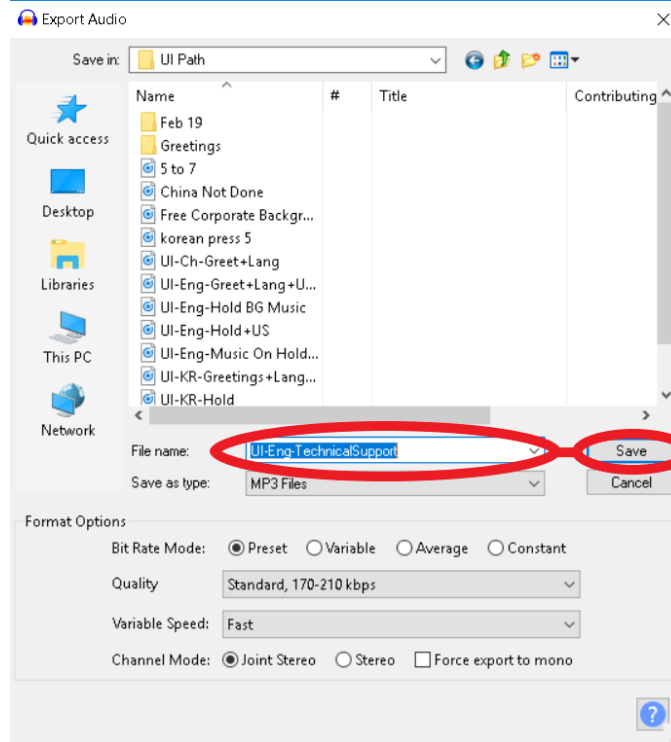 Export Audio
Save in: UI Path
Name # Title Contributing
Quick access
Desktop
Libraries
This PC
Network
Feb 19
Greetings
5 to 7
China Not Done
Free Corporate Backgr...
korean press 5
UI-Ch-Greet+Lang
UI-Eng-Greet+Lang+U...
UI-Eng-Hold BG Music
UI-Eng-Hold+US
UI-Eng-Music On Hold...
UI-KR-Greetings+Lang...
UI-KR-Hold
File name: UI-Eng-TechnicalSupport Save
Save as type: MP3 Files Cancel
Format Options
Bit Rate Mode: Preset Variable Average Constant
Quality Standard, 170-210 kbps
Variable Speed: Fast
Channel Mode: Joint Stereo Stereo Force export to mono
?